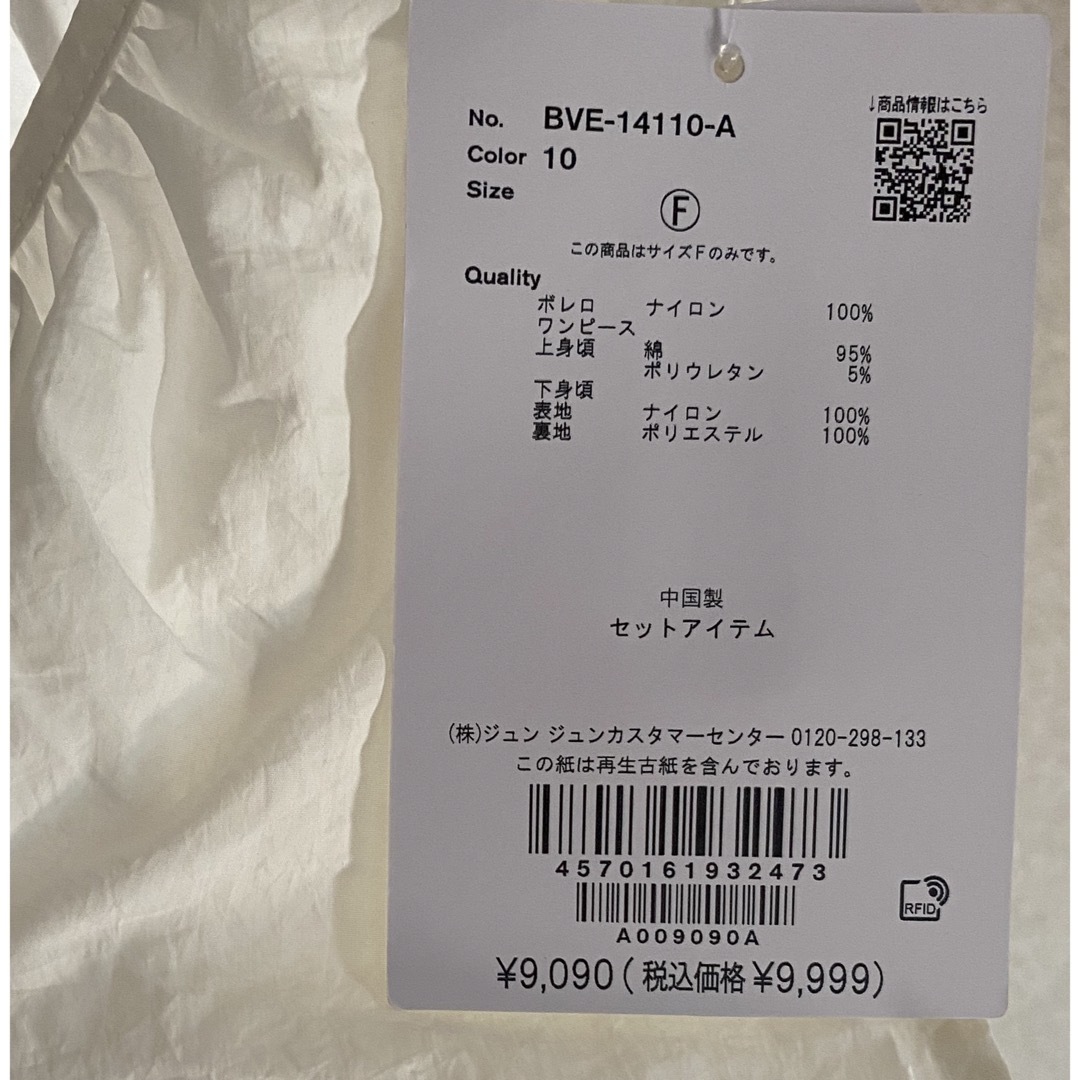 ↓商品情報はこちら
No. BVE-14110-A
Color 10
Size
Ⓕ
この商品はサイズFのみです。
Quality
ボレロ ナイロン 100%
ワンピース
上身頃 綿 95%
ポリウレタン 5%
下身頃
表地 ナイロン 100%
裏地 ポリエステル 100%
中国製
セットアイテム
(株)ジュン ジュンカスタマーセンター 0120-298-133
この紙は再生古紙を含んでおります。
4570161932473
RFID
A009090A
¥9,090(税込価格¥9,999)